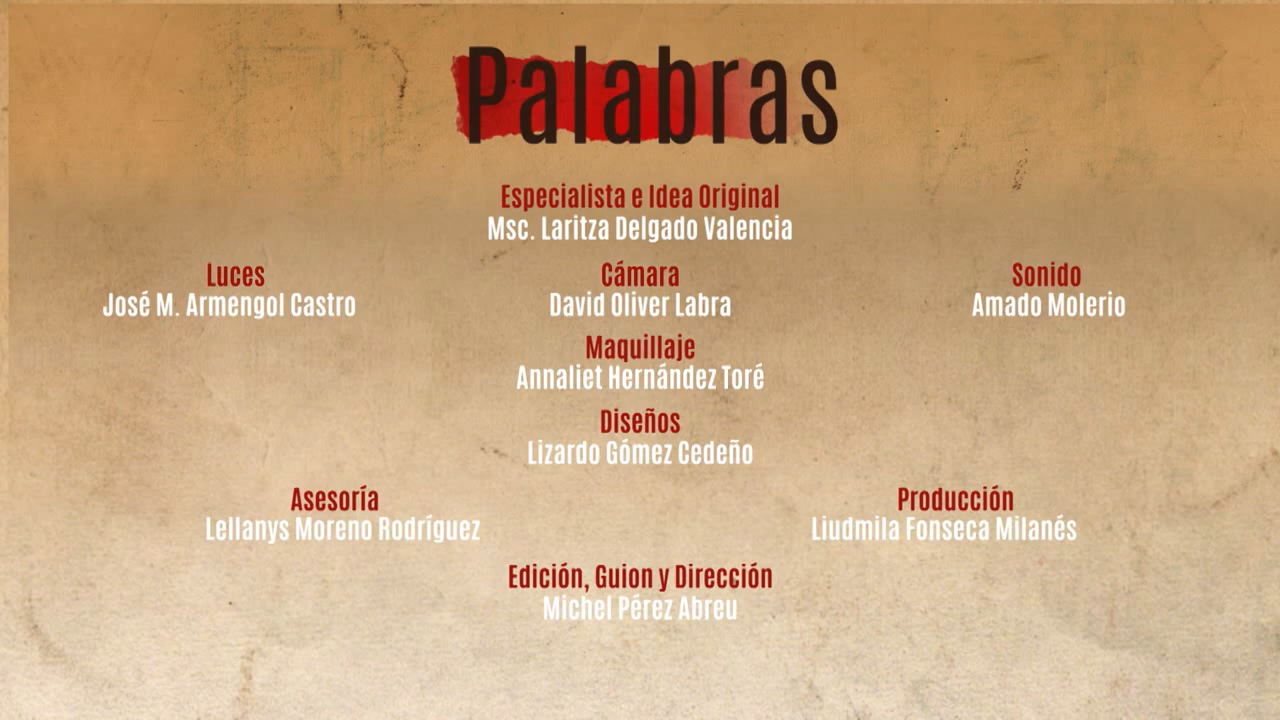 Palabras
Especialista e Idea Original
Msc. Laritza Delgado Valencia
Luces
José M. Armengol Castro
Cámara
David Oliver Labra
Sonido
Amado Molerio
Maquillaje
Annaliet Hernández Toré
Diseños
Lizardo Gómez Cedeño
Asesoría
Lellanys Moreno Rodríguez
Producción
Liudmila Fonseca Milanés
Edición, Guion y Dirección
Michel Pérez Abreu